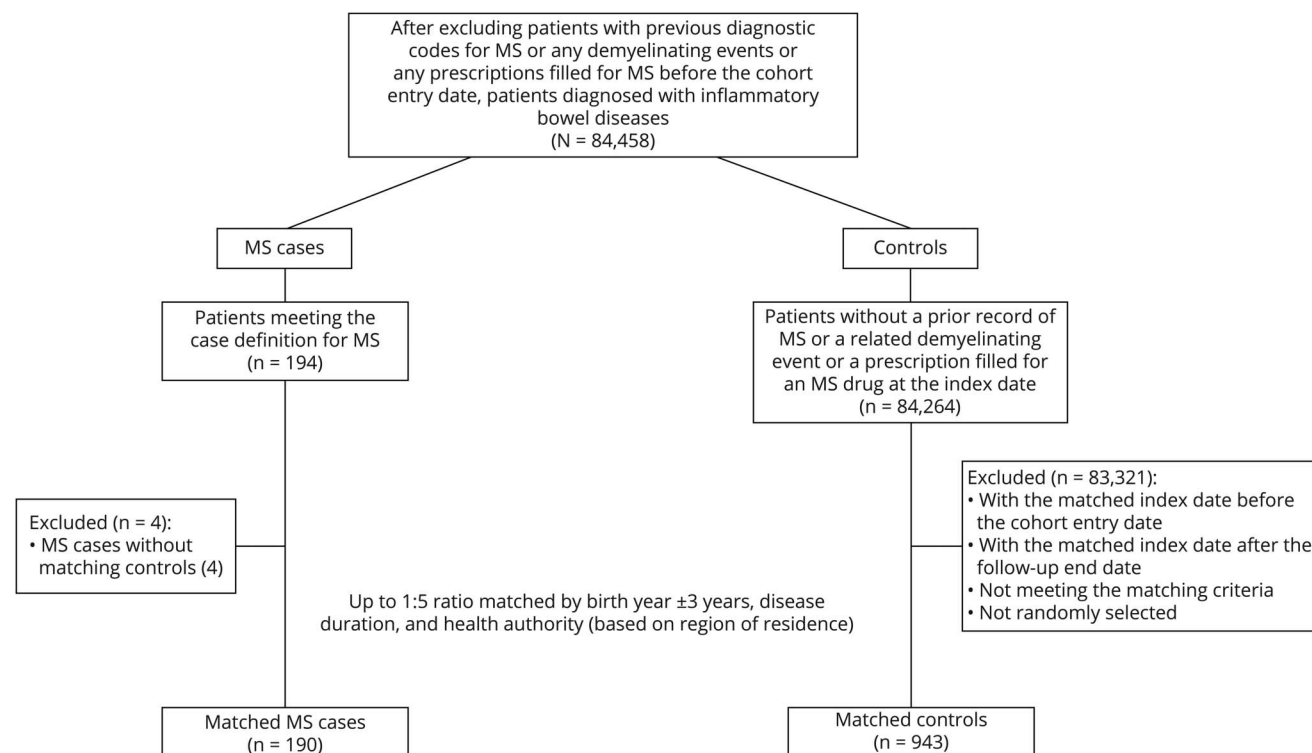 After excluding patients with previous diagnostic
codes for MS or any demyelinating events or
any prescriptions filled for MS before the cohort
entry date, patients diagnosed with inflammatory
bowel diseases
(N = 84,458)
MS cases
Controls
Patients meeting the
case definition for MS
(n = 194)
Patients without a prior record of
MS or a related demyelinating
event or a prescription filled for
an MS drug at the index date
(n = 84,264)
Excluded (n = 4):
• MS cases without
matching controls (4)
Excluded (n = 83,321):
• With the matched index date before
the cohort entry date
• With the matched index date after the
follow-up end date
• Not meeting the matching criteria
• Not randomly selected
Up to 1:5 ratio matched by birth year ±3 years, disease
duration, and health authority (based on region of residence)
Matched MS cases
(n = 190)
Matched controls
(n = 943)